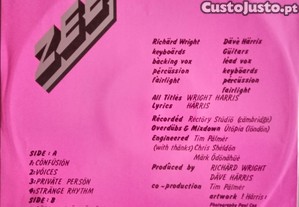 CustoJusto.pt
ZEE
Richard Wright
keyboards
backing vox
percussion
fairlight
Dave Harris
Guitars
lead vox
keyboards
percussion
fairlight
All Titles WRIGHT HARRIS
Lyrics HARRIS
Recorded Rectory Studio (Cambridge)
Overdubs & Mixdown Utopia (London)
Engineered Tim Palmer
(with thanks) Chris Sheldon
Produced by RICHARD WRIGHT
DAVE HARRIS
co-production Tim Palmer
artwork
SIDE: A
1: CONFUSION
2: VOICES
3: PRIVATE PERSON
4: STRANGE RHYTHM
SIDE: B